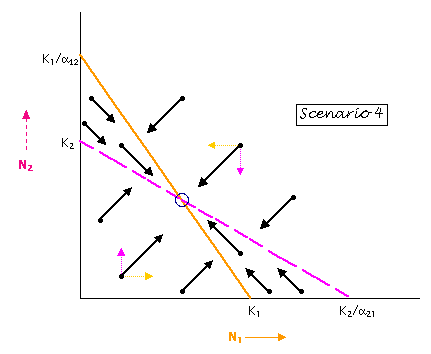 K₁/α₁₂
Scenario 4
K₂
N₂
K₁
K₂/α₂₁
N₁